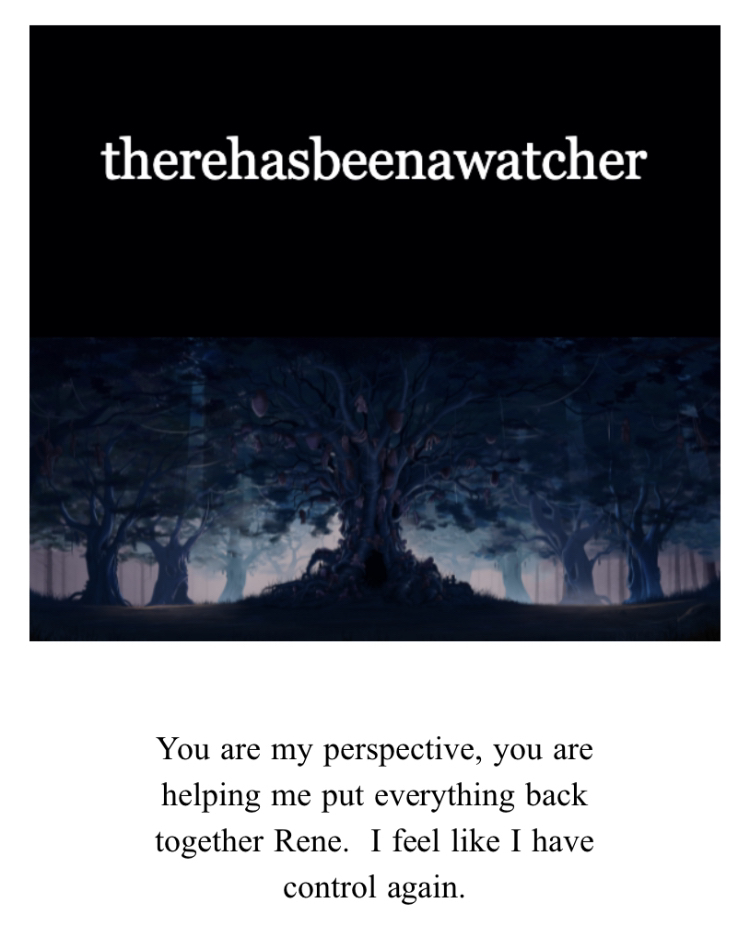 therehasbeenawatcher
You are my perspective, you are
helping me put everything back
together Rene.  I feel like I have
control again.